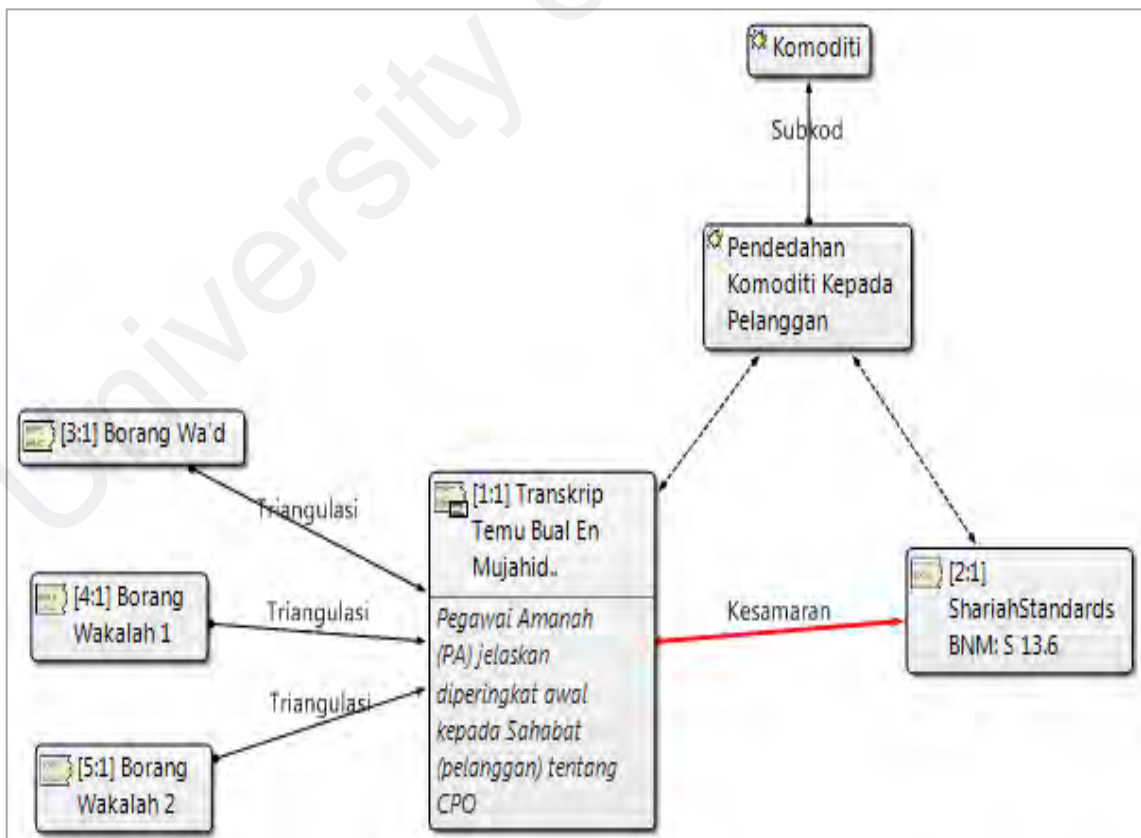 University of
Komoditi
Subkod
Pendedahan
Komoditi Kepada
Pelanggan
[3:1] Borang Wa'd
Triangulasi
[1:1] Transkrip
Temu Bual En
Mujahid..
Pegawai Amanah
(PA) jelaskan
diperingkat awal
kepada Sahabat
(pelanggan) tentang
CPO
[4:1] Borang
Wakalah 1
Triangulasi
Kesamaran
[2:1]
ShariahStandards
BNM: S 13.6
Triangulasi
[5:1] Borang
Wakalah 2